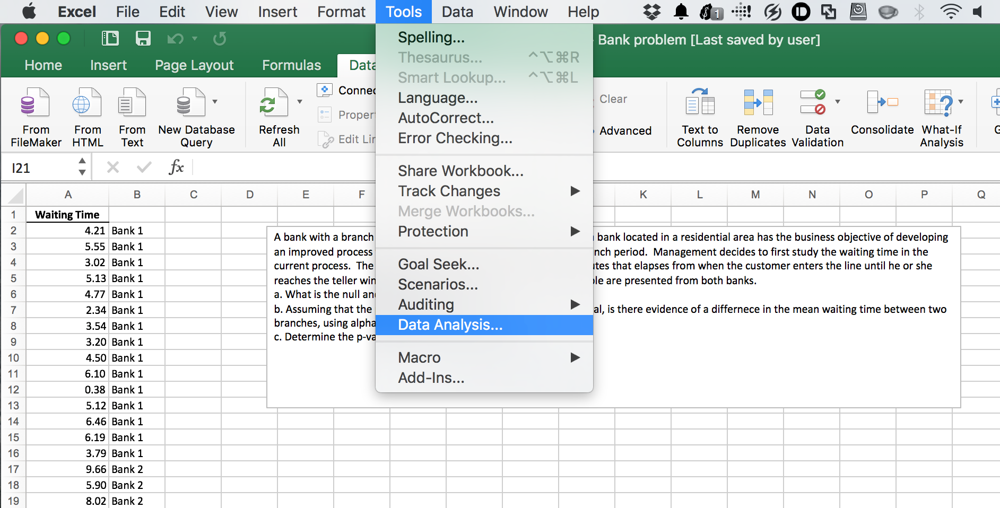 Excel File Edit View Insert Format Tools Data Window Help 1
Bank problem [Last saved by user]
Home Insert Page Layout Formulas Data
Spelling...
Thesaurus... ^⌥⌘R
Smart Lookup... ^⌥⌘L
Language...
AutoCorrect...
Error Checking...
Share Workbook...
Track Changes ▶
Merge Workbooks...
Protection ▶
Goal Seek...
Scenarios...
Auditing ▶
Data Analysis...
Macro ▶
Add-Ins...
From FileMaker
From HTML
From Text
New Database Query
Refresh All
Connec
Propert
Edit Lin
Clear
Advanced
Text to Columns
Remove Duplicates
Data Validation
Consolidate
What-If Analysis
I21 fx
A B C D E F K L M N O P Q
1 Waiting Time
2 4.21 Bank 1
3 5.55 Bank 1
4 3.02 Bank 1
5 5.13 Bank 1
6 4.77 Bank 1
7 2.34 Bank 1
8 3.54 Bank 1
9 3.20 Bank 1
10 4.50 Bank 1
11 6.10 Bank 1
12 0.38 Bank 1
13 5.12 Bank 1
14 6.46 Bank 1
15 6.19 Bank 1
16 3.79 Bank 1
17 9.66 Bank 2
18 5.90 Bank 2
19 8.02 Bank 2
A bank with a branch bank located in a residential area has the business objective of developing
an improved process nch period. Management decides to first study the waiting time in the
current process. The utes that elapses from when the customer enters the line until he or she
reaches the teller win le are presented from both banks.
a. What is the null an
b. Assuming that the al, is there evidence of a differnece in the mean waiting time between two
branches, using alpha
c. Determine the p-va